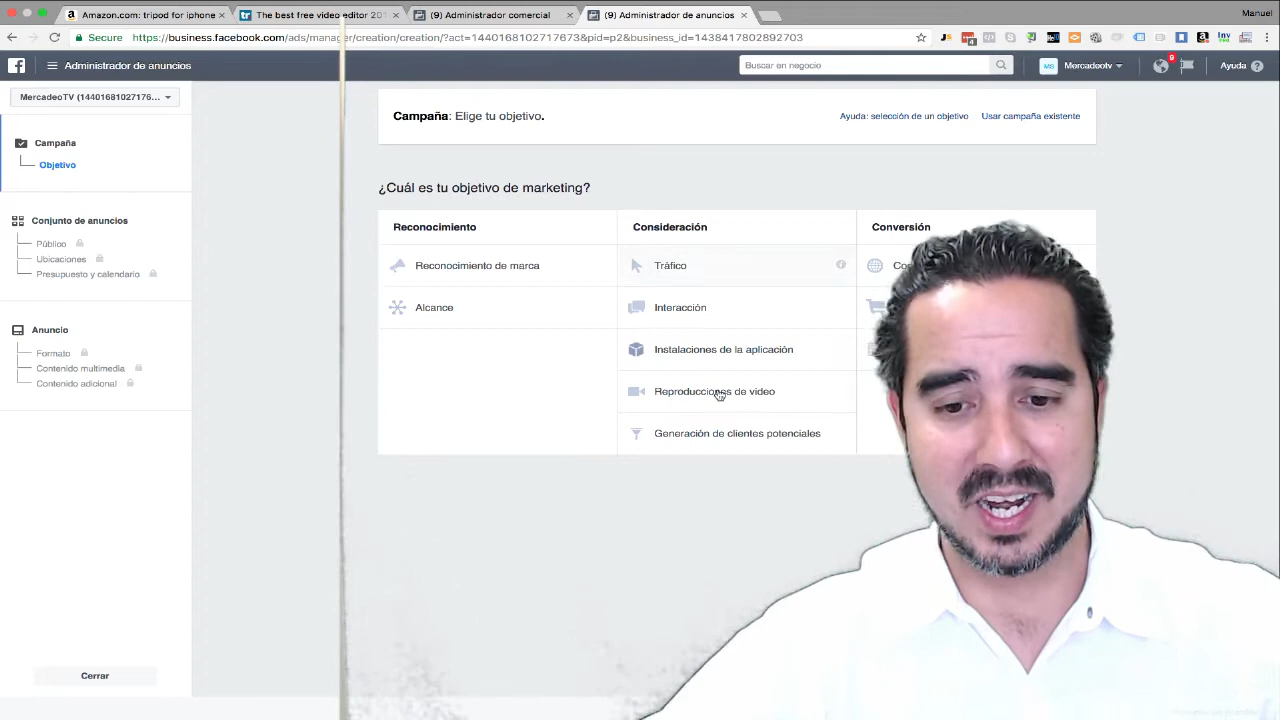 Amazon.com: tripod for iphone
The best free video editor 201
(9) Administrador comercial
(9) Administrador de anuncios
Manuel
Secure
https://business.facebook.com/ads/manager/creation/creation/?act=1440168102717673&pid=p2&business_id=1438417802892703
Administrador de anuncios
Buscar en negocio
MS
Mercadeotv
9
Ayuda
MercadeoTV (14401681027176...
Campaña
Objetivo
Conjunto de anuncios
Público
Ubicaciones
Presupuesto y calendario
Anuncio
Formato
Contenido multimedia
Contenido adicional
Cerrar
Campaña: Elige tu objetivo.
Ayuda: selección de un objetivo
Usar campaña existente
¿Cuál es tu objetivo de marketing?
Reconocimiento
Consideración
Conversión
Reconocimiento de marca
Tráfico
Alcance
Interacción
Instalaciones de la aplicación
Reproducciones de video
Generación de clientes potenciales